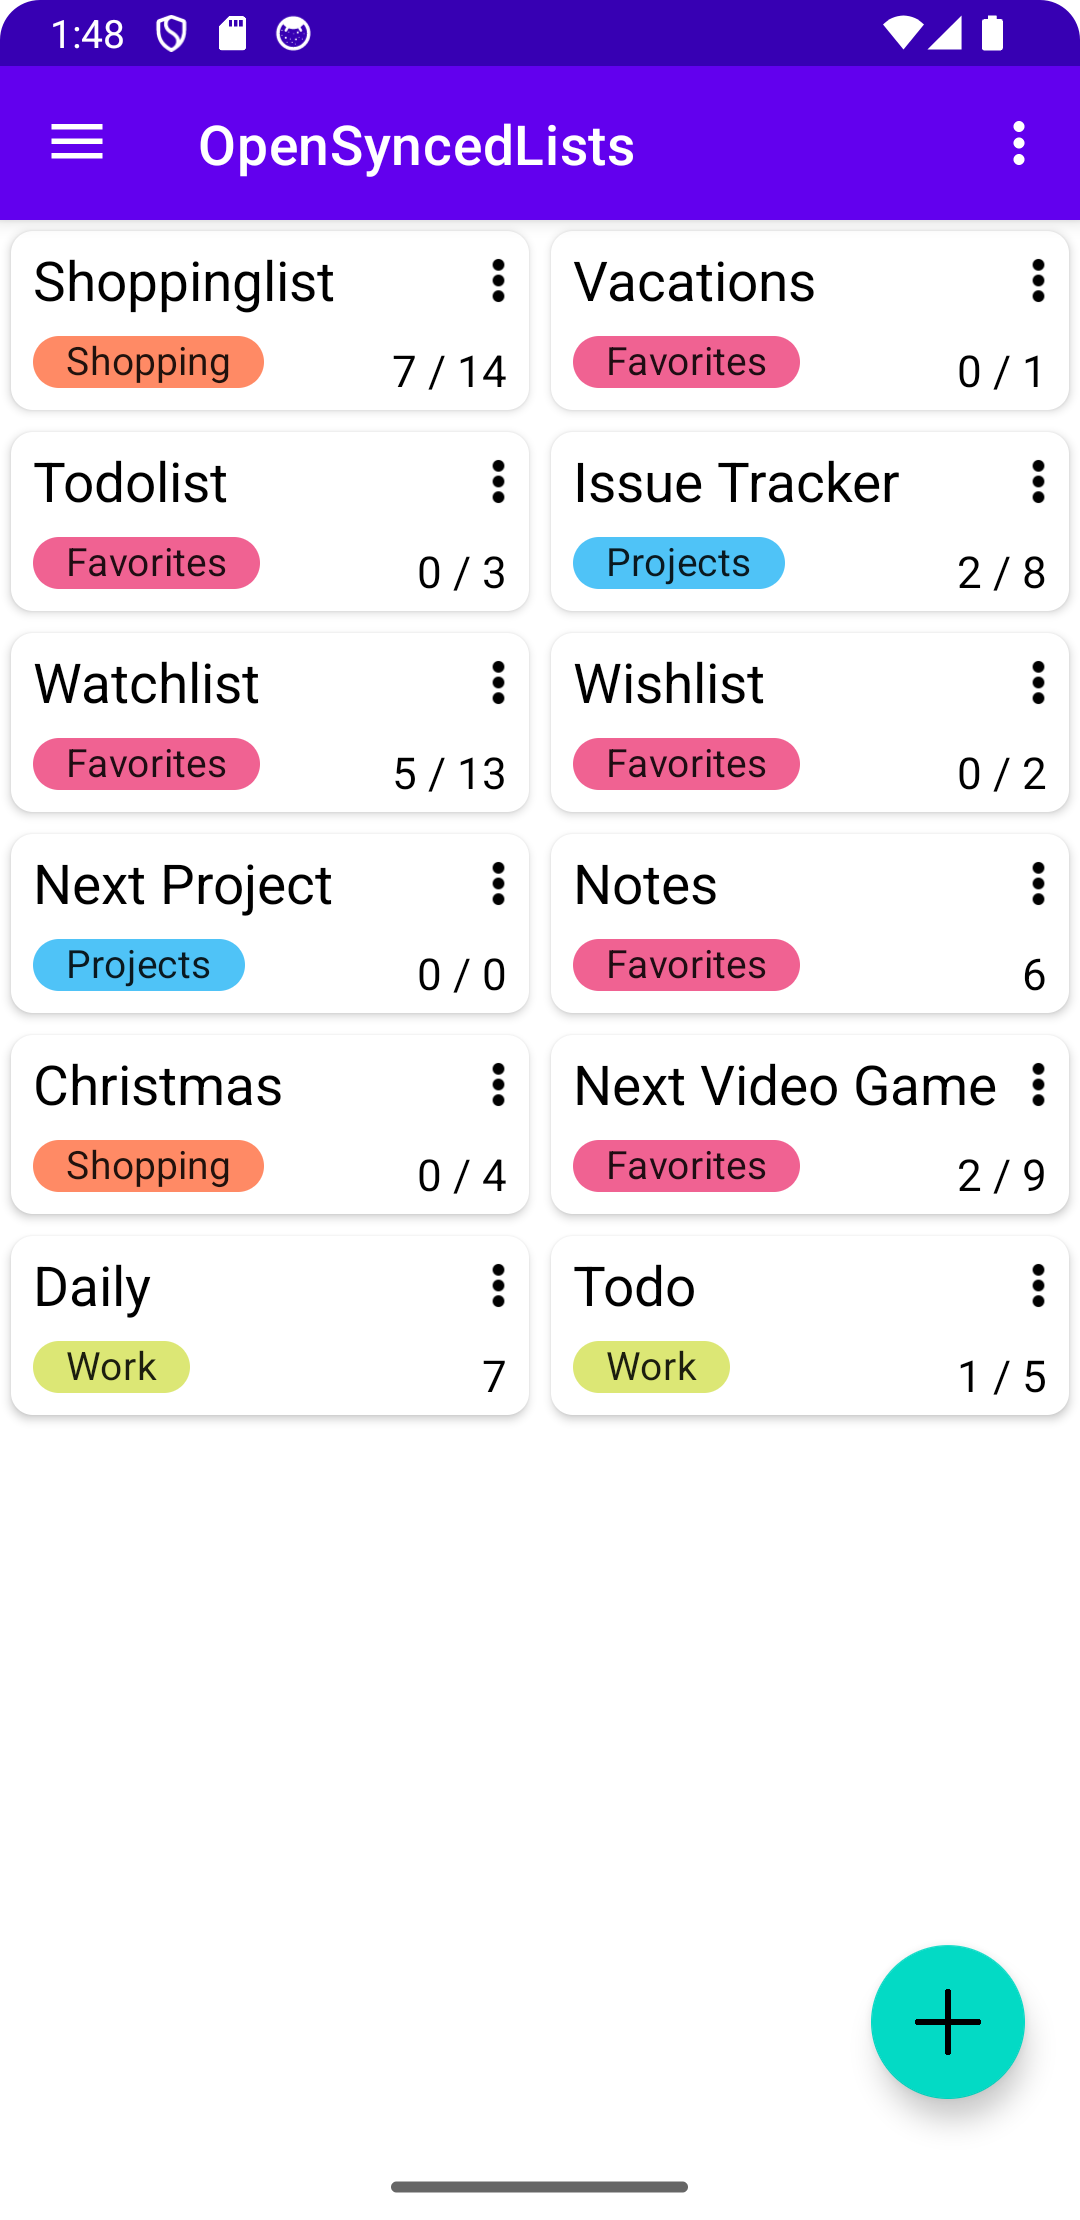 1:48
OpenSyncedLists
Shoppinglist
Shopping 7 / 14
Vacations
Favorites 0 / 1
Todolist
Favorites 0 / 3
Issue Tracker
Projects 2 / 8
Watchlist
Favorites 5 / 13
Wishlist
Favorites 0 / 2
Next Project
Projects 0 / 0
Notes
Favorites 6
Christmas
Shopping 0 / 4
Next Video Game
Favorites 2 / 9
Daily
Work 7
Todo
Work 1 / 5